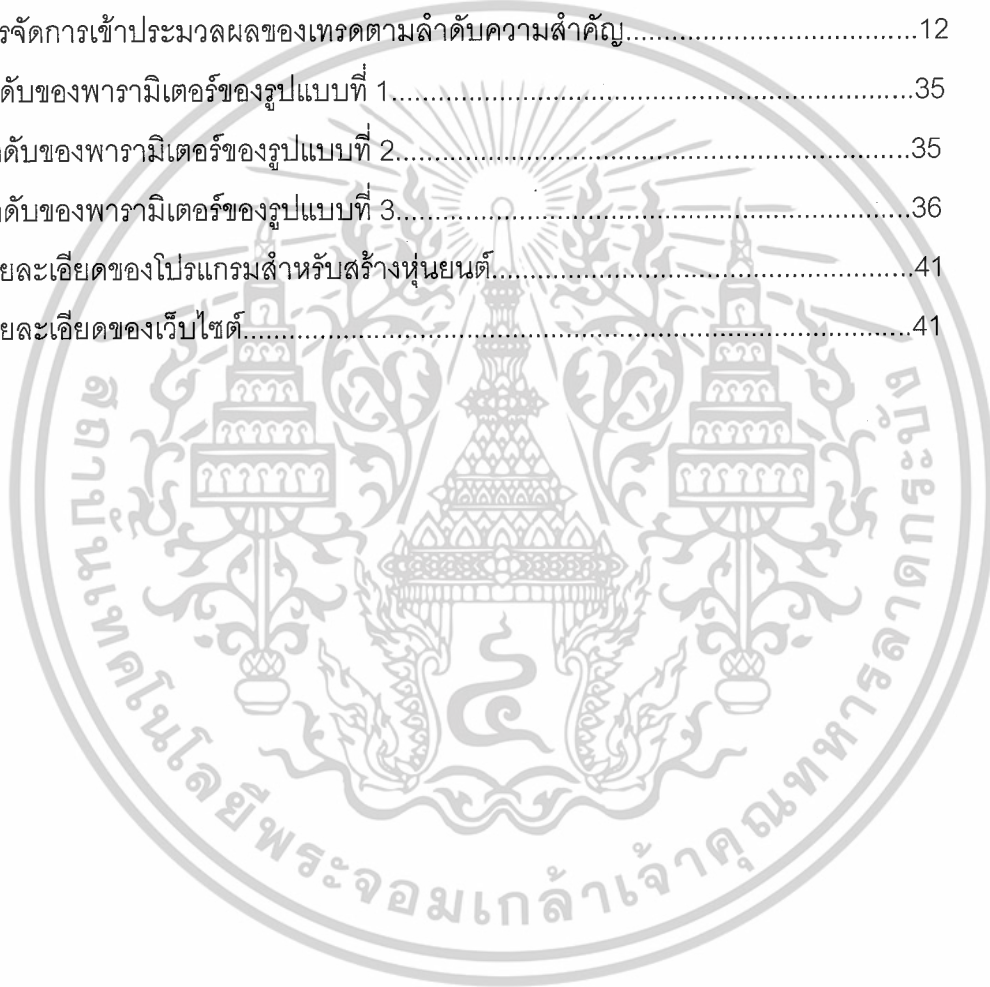 รจัดการเข้าประมวลผลของเทรดตามลำดับความสำคัญ....................................12
ดับของพารามิเตอร์ของรูปแบบที่ 1....................................................................35
ดับของพารามิเตอร์ของรูปแบบที่ 2....................................................................35
ดับของพารามิเตอร์ของรูปแบบที่ 3....................................................................36
ยละเอียดของโปรแกรมสำหรับสร้างหุ่นยนต์........................................................41
ยละเอียดของเว็บไซต์........................................................................................41
สถาบันเทคโนโลยีพระจอมเกล้าเจ้าคุณทหารลาดกระบัง